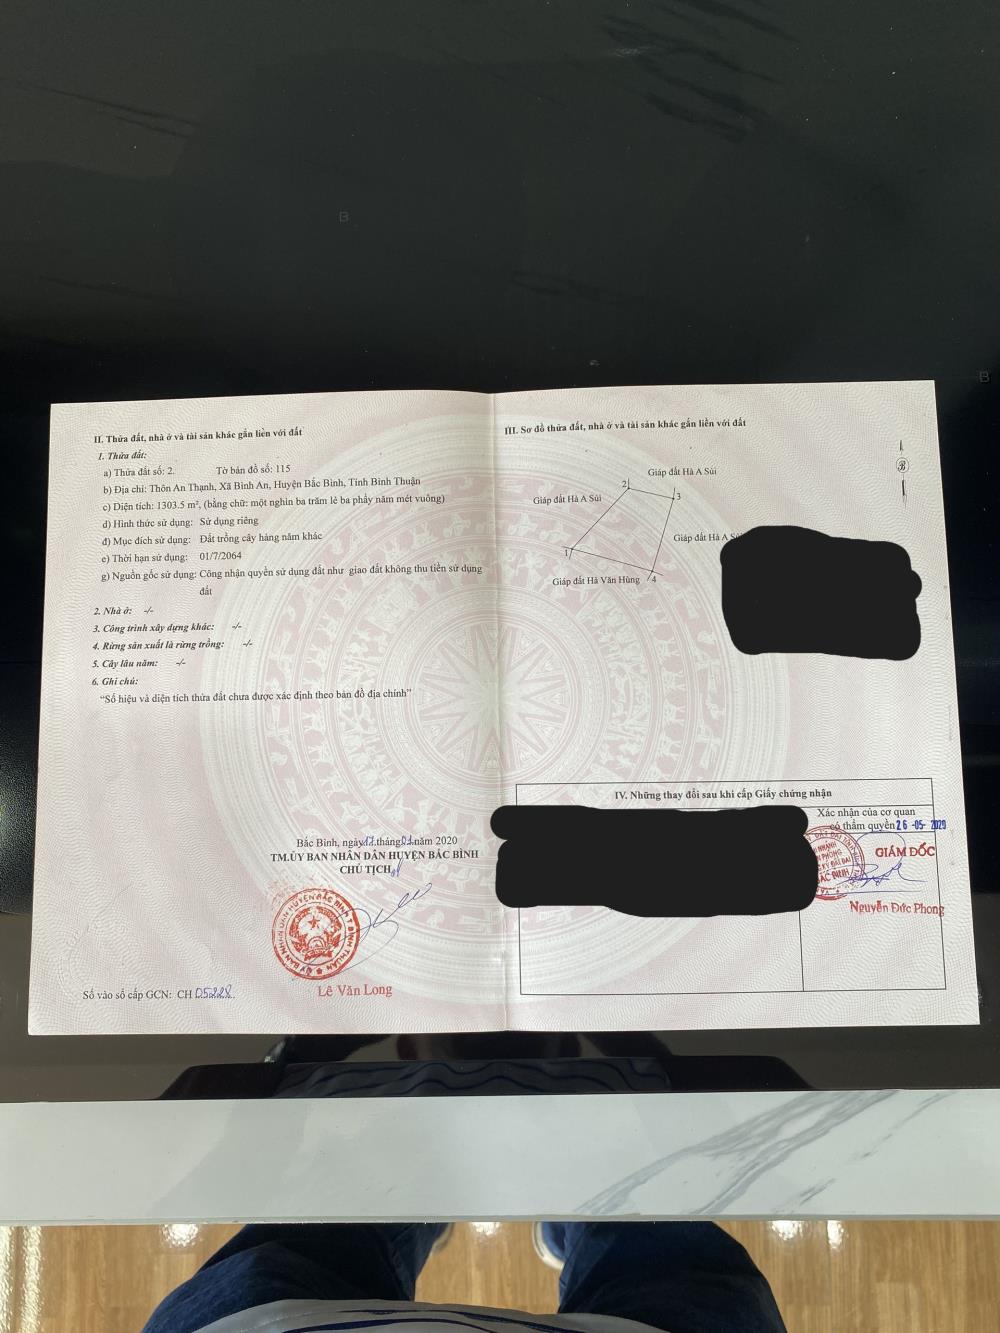 II. Thửa đất, nhà ở và tài sản khác gắn liền với đất
1. Thửa đất:
a) Thửa đất số: 2. Tờ bản đồ số: 115
b) Địa chỉ: Thôn An Thạnh, Xã Bình An, Huyện Bắc Bình, Tỉnh Bình Thuận
c) Diện tích: 1303.5 m², (bằng chữ: một nghìn ba trăm lẻ ba phẩy năm mét vuông)
d) Hình thức sử dụng: Sử dụng riêng
đ) Mục đích sử dụng: Đất trồng cây hàng năm khác
e) Thời hạn sử dụng: 01/7/2064
g) Nguồn gốc sử dụng: Công nhận quyền sử dụng đất như giao đất không thu tiền sử dụng
đất
2. Nhà ở: -/-
3. Công trình xây dựng khác: -/-
4. Rừng sản xuất là rừng trồng: -/-
5. Cây lâu năm: -/-
6. Ghi chú:
"Số hiệu và diện tích thửa đất chưa được xác định theo bản đồ địa chính"
Bắc Bình, ngày 17 tháng 01 năm 2020
TM.ỦY BAN NHÂN DÂN HUYỆN BẮC BÌNH
CHỦ TỊCH
Lê Văn Long
Số vào sổ cấp GCN: CH 05228.
III. Sơ đồ thửa đất, nhà ở và tài sản khác gắn liền với đất
B
Giáp đất Hà A Súi
2
3
Giáp đất Hà A Súi
Giáp đất Hà A
1
Giáp đất Hà Văn Hùng
4
IV. Những thay đổi sau khi cấp Giấy chứng nhận
Xác nhận của cơ quan
có thẩm quyền 26 -05- 2020
GIÁM ĐỐC
Nguyễn Đức Phong